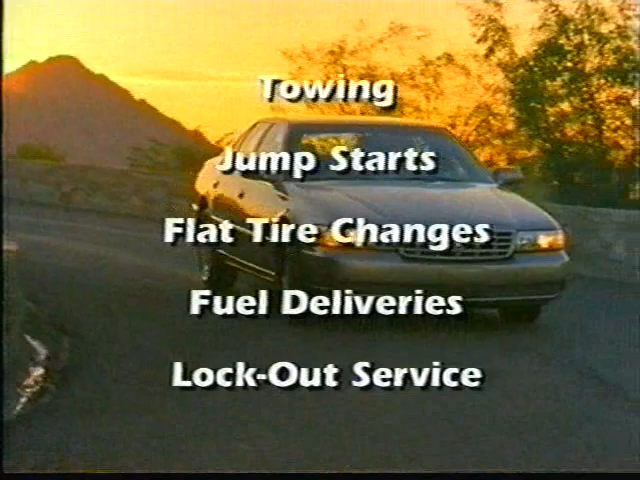 Towing
Jump Starts
Flat Tire Changes
Fuel Deliveries
Lock-Out Service